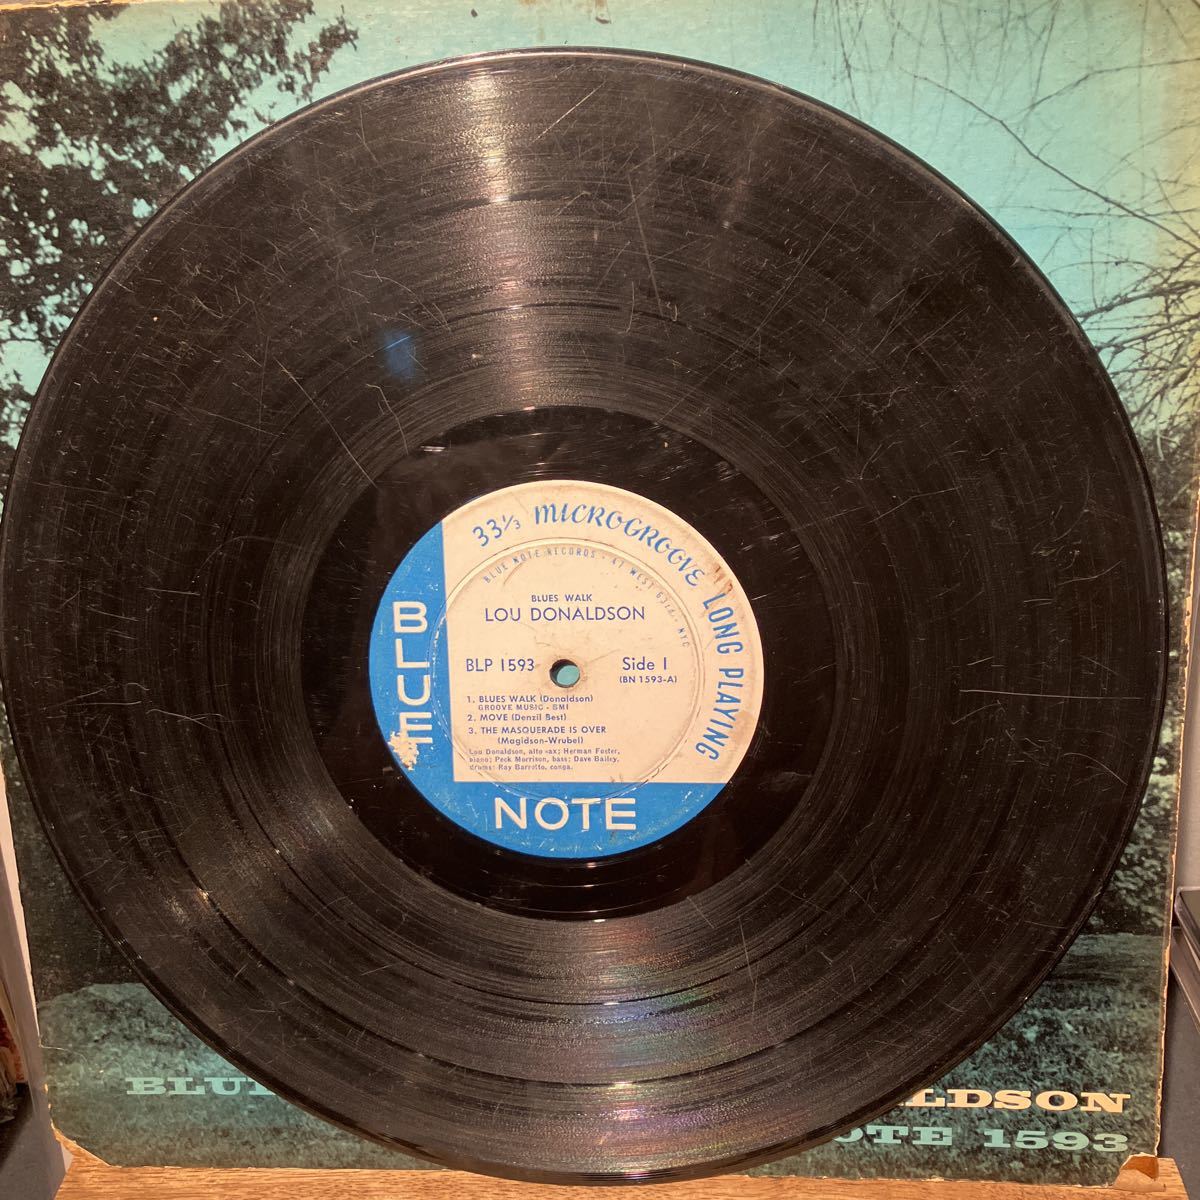 33⅓ MICROGROOVE LONG PLAYING
BLUE NOTE RECORDS · 47 WEST 63rd · NYC
BLUES WALK
LOU DONALDSON
BLP 1593
Side 1
(BN 1593-A)
1. BLUES WALK (Donaldson)
GROOVE MUSIC - SMI
2. MOVE (Denzil Best)
3. THE MASQUERADE IS OVER
(Magidson-Wrubel)
Lou Donaldson, alto sax; Herman Foster,
piano; Peck Morrison, bass; Dave Bailey,
drums; Ray Barretto, conga.
BLUE
NOTE
BLUE
ALDSON
OTE 1593